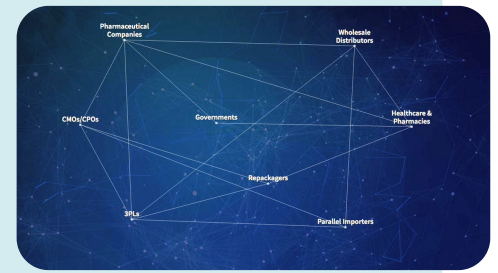 Pharmaceutical
Companies
Wholesale
Distributors
CMOs/CPOs
Governments
Healthcare &
Pharmacies
Repackagers
3PLs
Parallel Importers